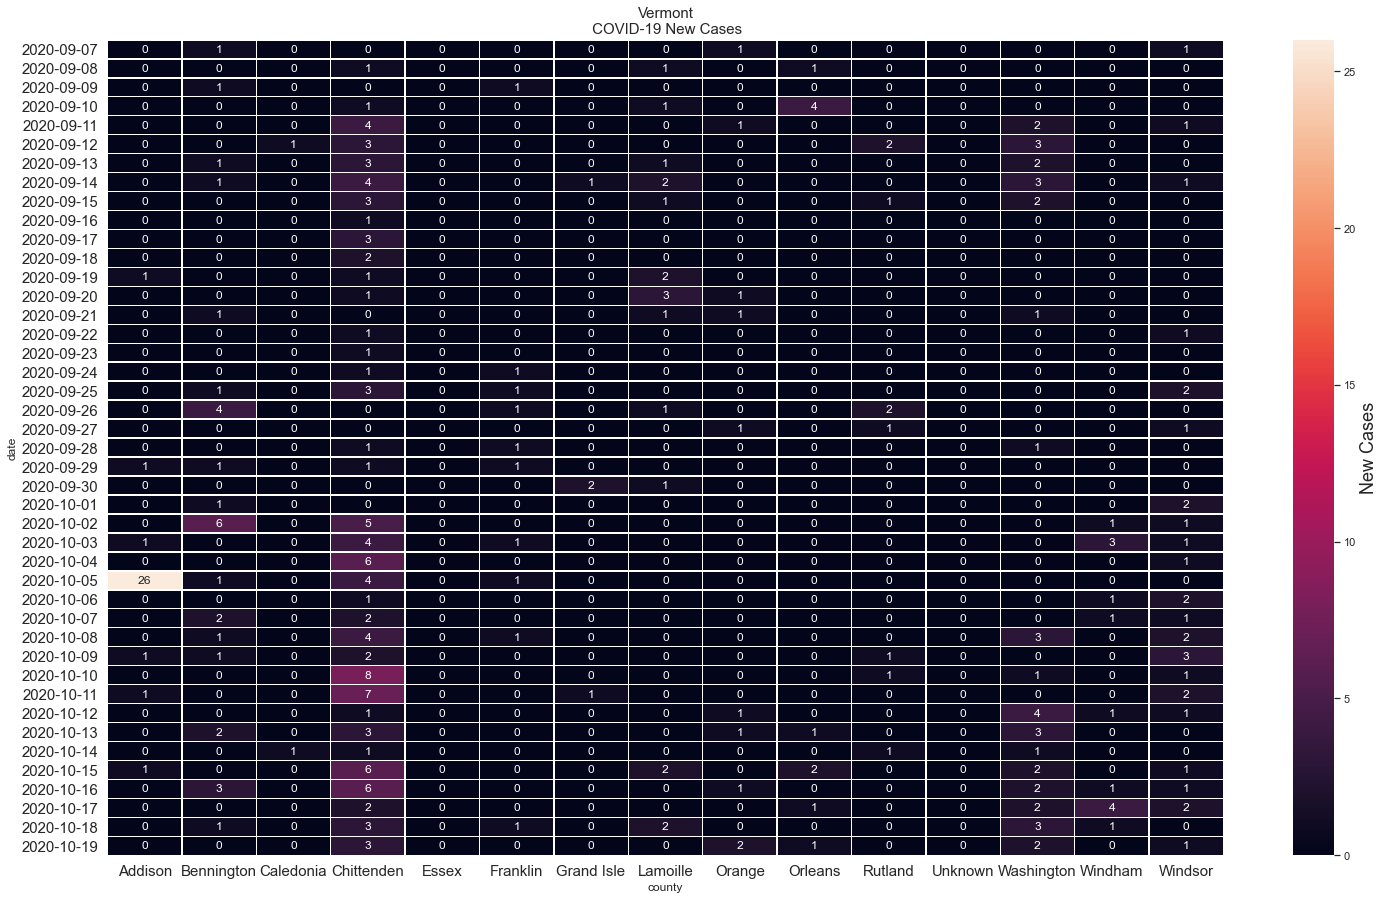 Vermont
COVID-19 New Cases
2020-09-07 0 1 0 0 0 0 0 0 1 0 0 0 0 0 1
2020-09-08 0 0 0 1 0 0 0 1 0 1 0 0 0 0 0
2020-09-09 0 1 0 0 0 1 0 0 0 0 0 0 0 0 0
2020-09-10 0 0 0 1 0 0 0 1 0 4 0 0 0 0 0
2020-09-11 0 0 0 4 0 0 0 0 1 0 0 0 2 0 1
2020-09-12 0 0 1 3 0 0 0 0 0 0 2 0 3 0 0
2020-09-13 0 1 0 3 0 0 0 1 0 0 0 0 2 0 0
2020-09-14 0 1 0 4 0 0 1 2 0 0 0 0 3 0 1
2020-09-15 0 0 0 3 0 0 0 1 0 0 1 0 2 0 0
2020-09-16 0 0 0 1 0 0 0 0 0 0 0 0 0 0 0
2020-09-17 0 0 0 3 0 0 0 0 0 0 0 0 0 0 0
2020-09-18 0 0 0 2 0 0 0 0 0 0 0 0 0 0 0
2020-09-19 1 0 0 1 0 0 0 2 0 0 0 0 0 0 0
2020-09-20 0 0 0 1 0 0 0 3 1 0 0 0 0 0 0
2020-09-21 0 1 0 0 0 0 0 1 1 0 0 0 1 0 0
2020-09-22 0 0 0 1 0 0 0 0 0 0 0 0 0 0 1
2020-09-23 0 0 0 1 0 0 0 0 0 0 0 0 0 0 0
2020-09-24 0 0 0 1 0 1 0 0 0 0 0 0 0 0 0
2020-09-25 0 1 0 3 0 1 0 0 0 0 0 0 0 0 2
2020-09-26 0 4 0 0 0 1 0 1 0 0 2 0 0 0 0
2020-09-27 0 0 0 0 0 0 0 0 1 0 1 0 0 0 1
2020-09-28 0 0 0 1 0 1 0 0 0 0 0 0 1 0 0
2020-09-29 1 1 0 1 0 1 0 0 0 0 0 0 0 0 0
2020-09-30 0 0 0 0 0 0 2 1 0 0 0 0 0 0 0
2020-10-01 0 1 0 0 0 0 0 0 0 0 0 0 0 0 2
2020-10-02 0 6 0 5 0 0 0 0 0 0 0 0 0 1 1
2020-10-03 1 0 0 4 0 1 0 0 0 0 0 0 0 3 1
2020-10-04 0 0 0 6 0 0 0 0 0 0 0 0 0 0 1
2020-10-05 26 1 0 4 0 1 0 0 0 0 0 0 0 0 0
2020-10-06 0 0 0 1 0 0 0 0 0 0 0 0 0 1 2
2020-10-07 0 2 0 2 0 0 0 0 0 0 0 0 0 1 1
2020-10-08 0 1 0 4 0 1 0 0 0 0 0 0 3 0 2
2020-10-09 1 1 0 2 0 0 0 0 0 0 1 0 0 0 3
2020-10-10 0 0 0 8 0 0 0 0 0 0 1 0 1 0 1
2020-10-11 1 0 0 7 0 0 1 0 0 0 0 0 0 0 2
2020-10-12 0 0 0 1 0 0 0 0 1 0 0 0 4 1 1
2020-10-13 0 2 0 3 0 0 0 0 1 1 0 0 3 0 0
2020-10-14 0 0 1 1 0 0 0 0 0 0 1 0 1 0 0
2020-10-15 1 0 0 6 0 0 0 2 0 2 0 0 2 0 1
2020-10-16 0 3 0 6 0 0 0 0 1 0 0 0 2 1 1
2020-10-17 0 0 0 2 0 0 0 0 0 1 0 0 2 4 2
2020-10-18 0 1 0 3 0 1 0 2 0 0 0 0 3 1 0
2020-10-19 0 0 0 3 0 0 0 0 2 1 0 0 2 0 1
Addison Bennington Caledonia Chittenden Essex Franklin Grand Isle Lamoille Orange Orleans Rutland Unknown Washington Windham Windsor
county
date
25
20
15
10
5
0
New Cases